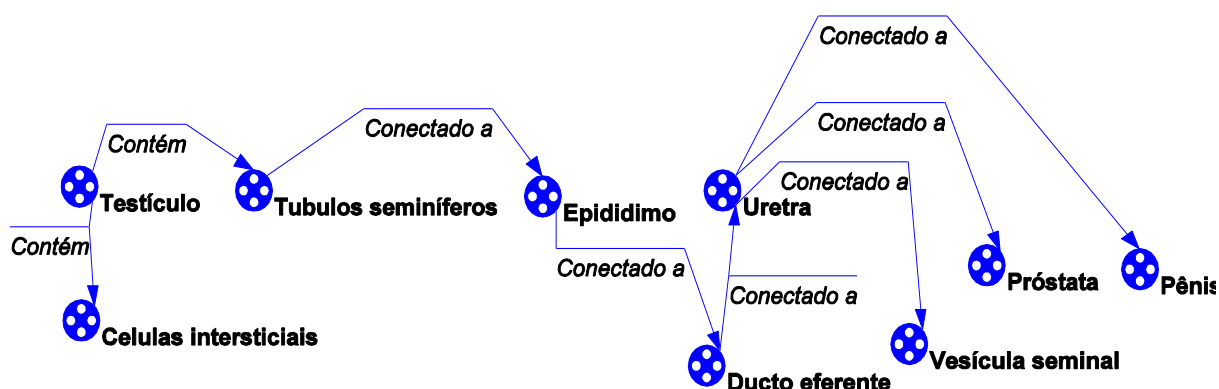 Conectado a
Conectado a
Conectado a
Contém
Conectado a
Testículo
Tubulos seminíferos
Epididimo
Uretra
Contém
Conectado a
Conectado a
Próstata
Pênis
Celulas intersticiais
Vesícula seminal
Ducto eferente